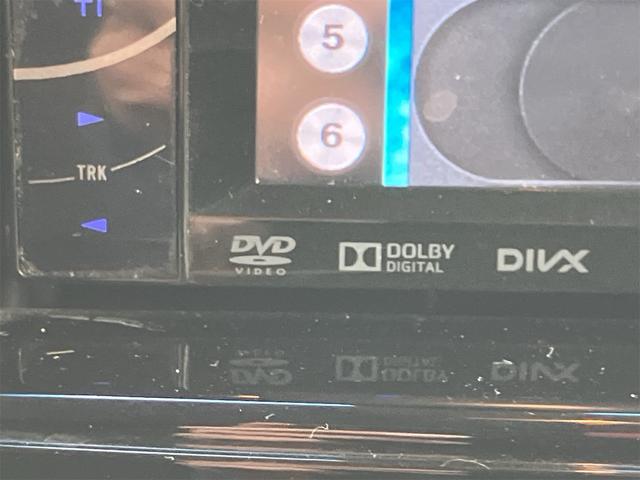 5
6
TRK
DVD
VIDEO
DOLBY
DIGITAL
DIVX